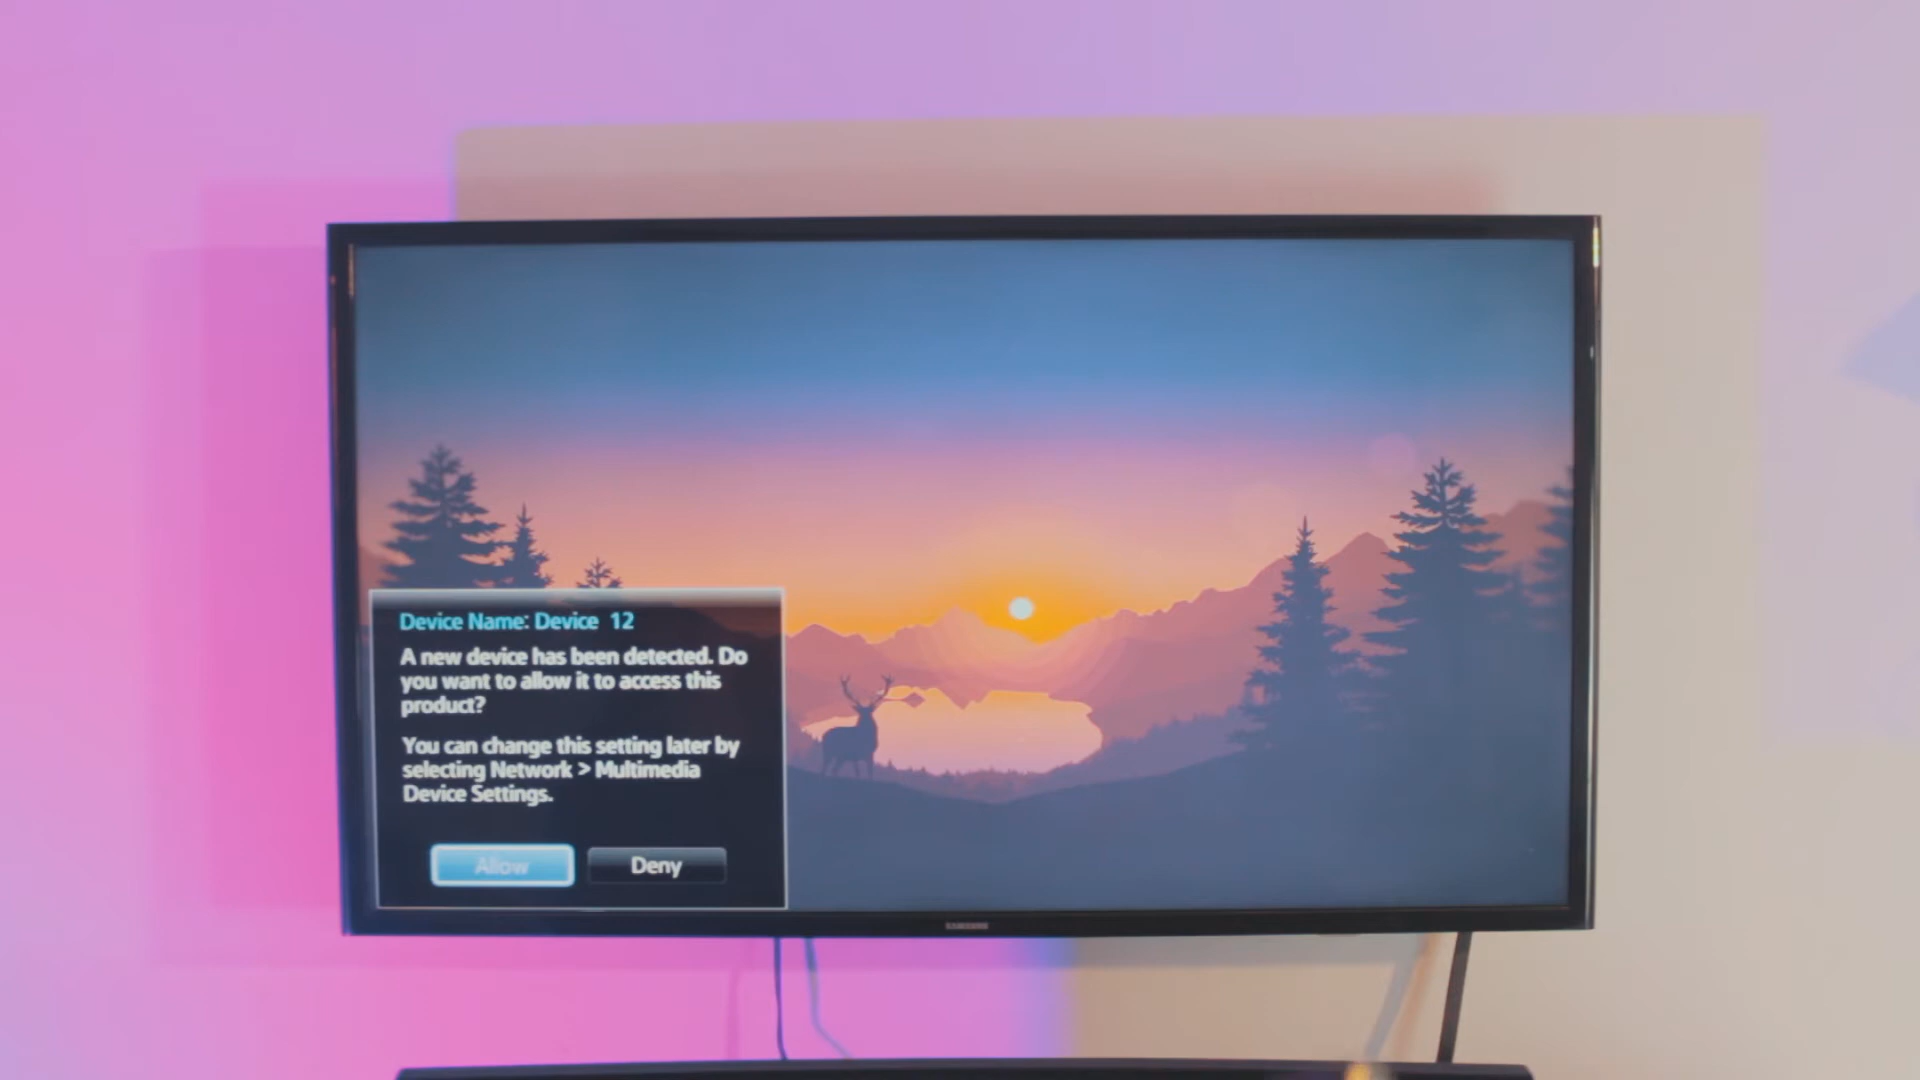 Device Name: Device 12
A new device has been detected. Do
you want to allow it to access this
product?
You can change this setting later by
selecting Network > Multimedia
Device Settings.
Allow
Deny
SAMSUNG